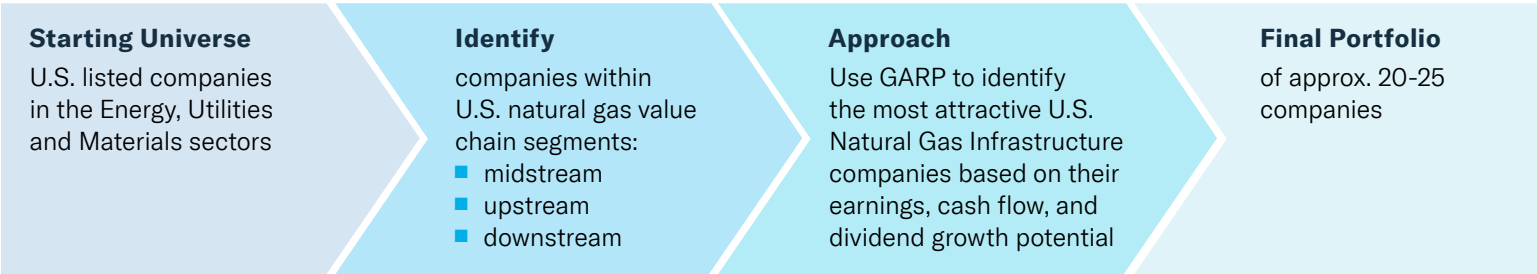 Starting Universe
U.S. listed companies
in the Energy, Utilities
and Materials sectors
Identify
companies within
U.S. natural gas value
chain segments:
midstream
upstream
downstream
Approach
Use GARP to identify
the most attractive U.S.
Natural Gas Infrastructure
companies based on their
earnings, cash flow, and
dividend growth potential
Final Portfolio
of approx. 20-25
companies